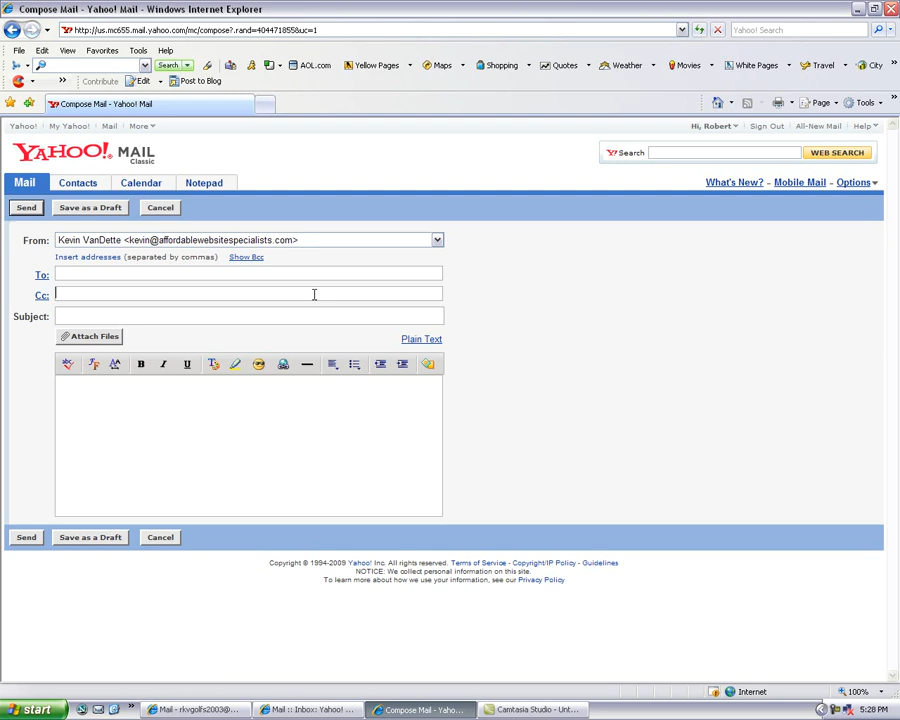 Compose Mail - Yahoo! Mail - Windows Internet Explorer
http://us.mc655.mail.yahoo.com/mc/compose?.rand=404471855&uc=1
Yahoo! Search
File Edit View Favorites Tools Help
Search AOL.com Yellow Pages Maps Shopping Quotes Weather Movies White Pages Travel City
Contribute Edit Post to Blog
Compose Mail - Yahoo! Mail
Page Tools
Yahoo! My Yahoo! Mail More
Hi, Robert Sign Out All-New Mail Help
YAHOO! MAIL
Classic
Search WEB SEARCH
Mail Contacts Calendar Notepad
What's New? - Mobile Mail - Options
Send Save as a Draft Cancel
From: Kevin VanDette <kevin@affordablewebsitespecialists.com>
Insert addresses (separated by commas) Show Bcc
To:
Cc:
Subject:
Attach Files
Plain Text
B I U
Send Save as a Draft Cancel
Copyright © 1994-2009 Yahoo! Inc. All rights reserved. Terms of Service - Copyright/IP Policy - Guidelines
NOTICE: We collect personal information on this site.
To learn more about how we use your information, see our Privacy Policy
Internet 100%
start Mail - rkvgolfs2003@... Mail :: Inbox: Yahoo! ... Compose Mail - Yahoo... Camtasia Studio - Unt... 5:28 PM